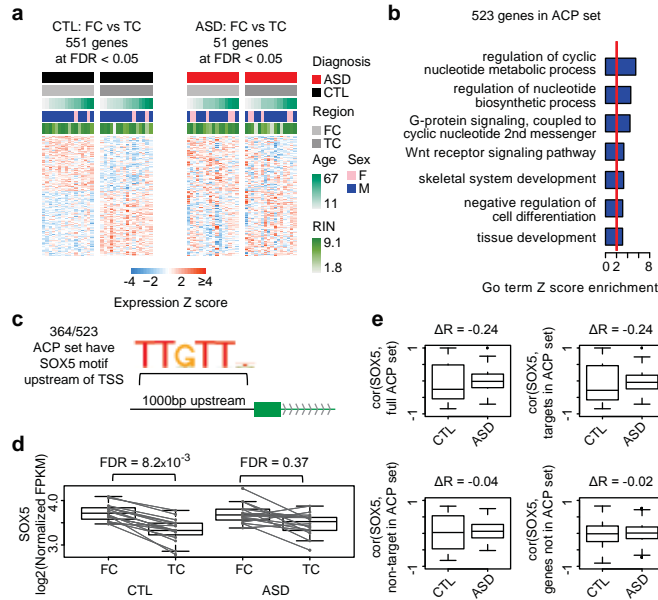 a
CTL: FC vs TC
551 genes
at FDR < 0.05
ASD: FC vs TC
51 genes
at FDR < 0.05
Diagnosis
ASD
CTL
Region
FC
TC
Age
67
11
Sex
F
M
RIN
9.1
1.8
-4 -2 0 2 ≥4
Expression Z score
b
523 genes in ACP set
regulation of cyclic
nucleotide metabolic process
regulation of nucleotide
biosynthetic process
G-protein signaling, coupled to
cyclic nucleotide 2nd messenger
Wnt receptor signaling pathway
skeletal system development
negative regulation of
cell differentiation
tissue development
0 2 8
Go term Z score enrichment
c
364/523
ACP set have
SOX5 motif
upstream of TSS
TTGTT
1000bp upstream
d
FDR = 8.2x10-3
FDR = 0.37
SOX5
log2(Normalized FPKM)
4.0
3.0
FC TC FC TC
CTL ASD
e
ΔR = -0.24
cor(SOX5,
full ACP set)
1
-1
CTL ASD
ΔR = -0.24
cor(SOX5,
targets in ACP set)
1
-1
CTL ASD
ΔR = -0.04
cor(SOX5,
non-target in ACP set)
1
-1
CTL ASD
ΔR = -0.02
cor(SOX5,
genes not in ACP set)
1
-1
CTL ASD